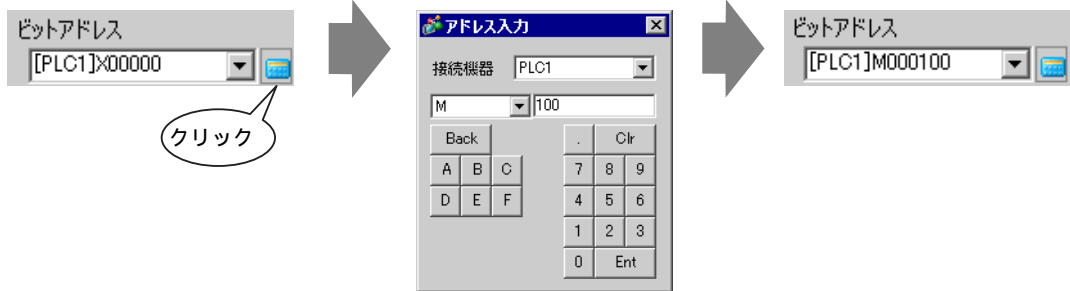 ビットアドレス
[PLC1]X00000
クリック
アドレス入力
接続機器 PLC1
M 100
Back . Clr
A B C 7 8 9
D E F 4 5 6
1 2 3
0 Ent
ビットアドレス
[PLC1]M000100